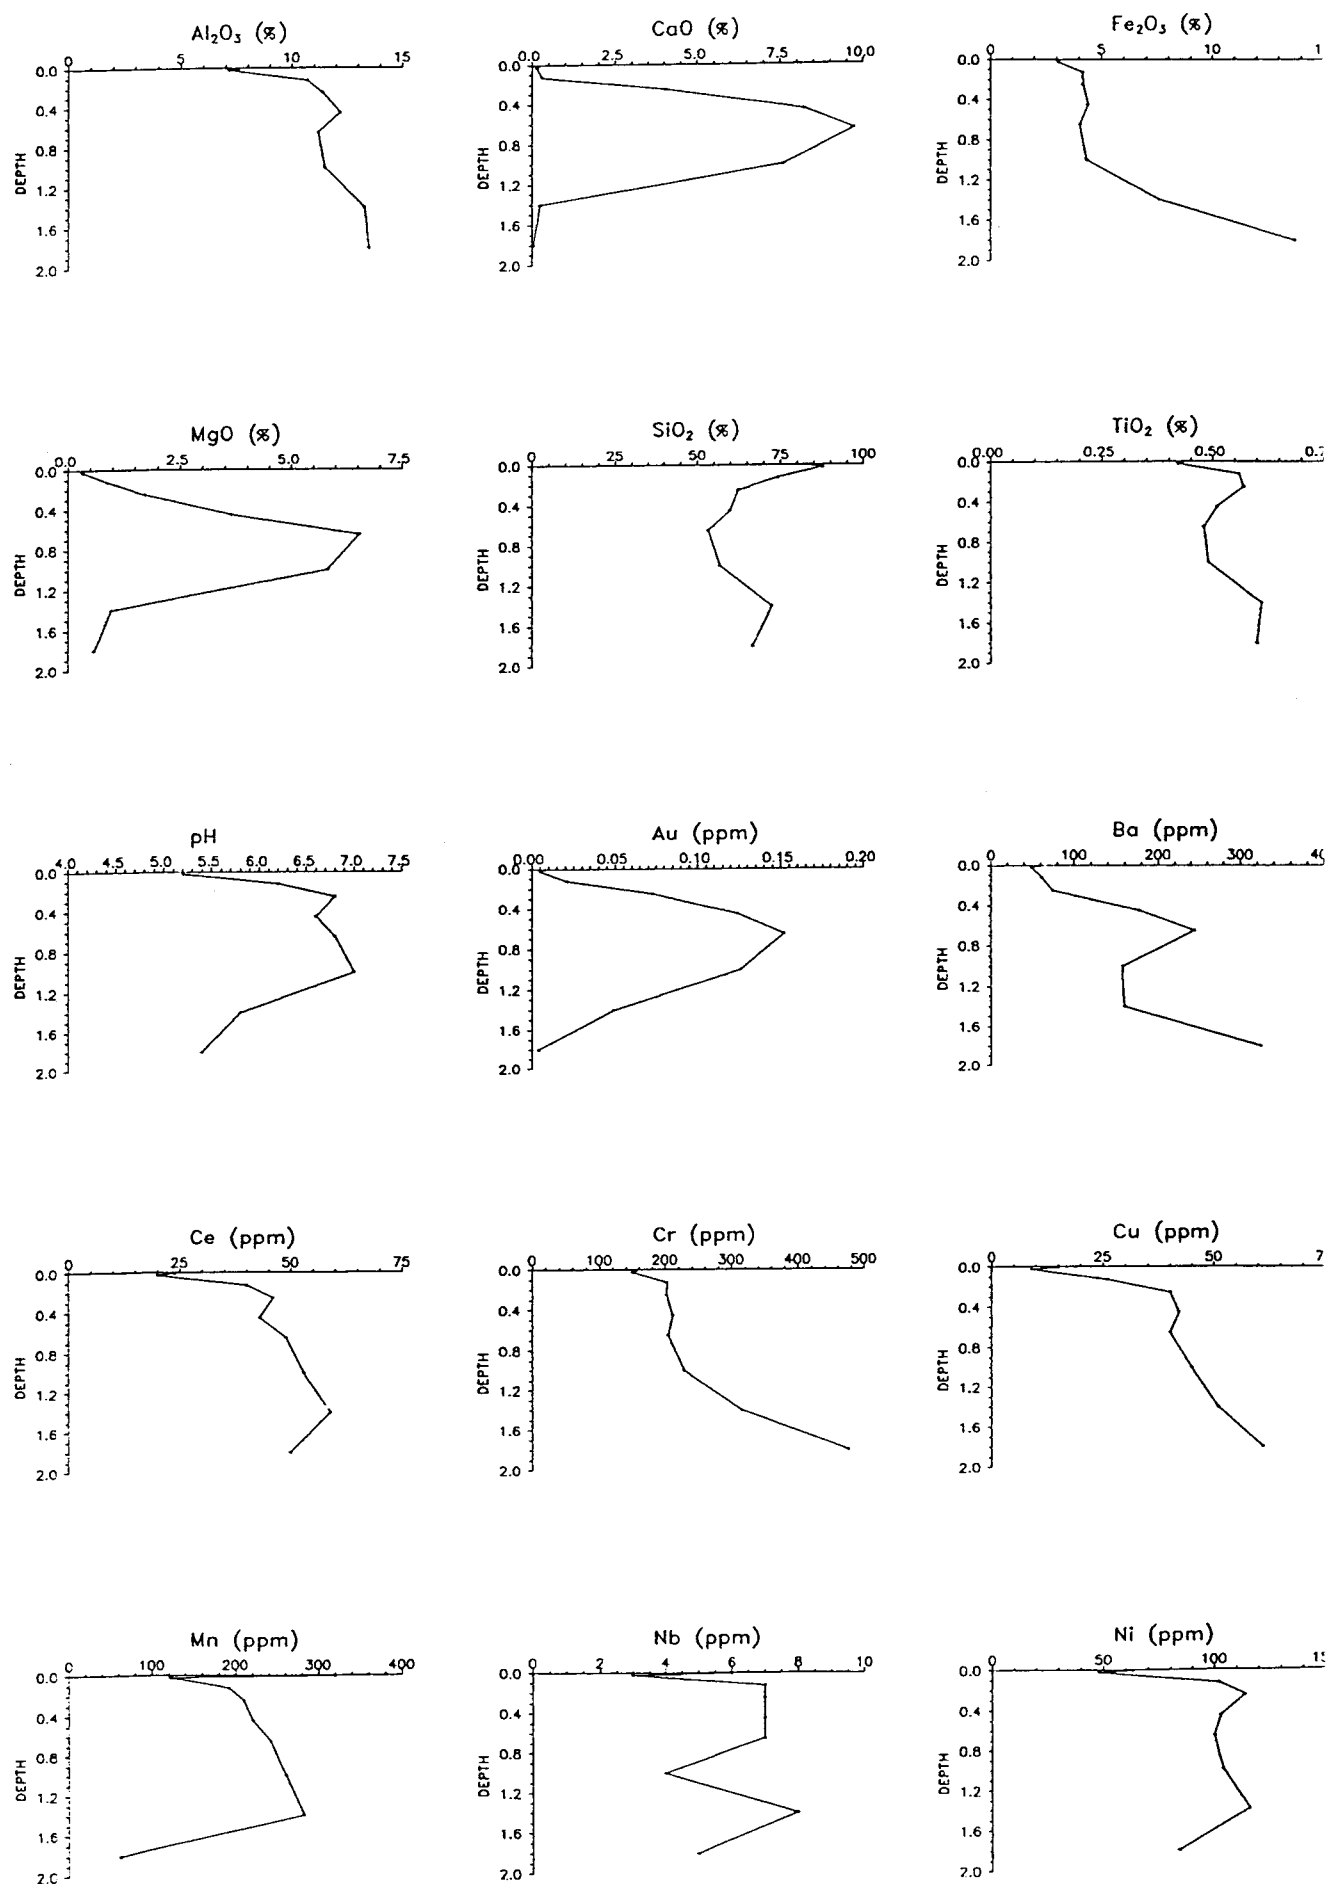 Al₂O₃ (%)
0 5 10 15
0.0
0.4
0.8
1.2
1.6
2.0
DEPTH
CaO (%)
0.0 2.5 5.0 7.5 10.0
0.0
0.4
0.8
1.2
1.6
2.0
DEPTH
Fe₂O₃ (%)
0 5 10
0.0
0.4
0.8
1.2
1.6
2.0
DEPTH
MgO (%)
0.0 2.5 5.0 7.5
0.0
0.4
0.8
1.2
1.6
2.0
DEPTH
SiO₂ (%)
0 25 50 75 100
0.0
0.4
0.8
1.2
1.6
2.0
DEPTH
TiO₂ (%)
0.00 0.25 0.50 0.7
0.0
0.4
0.8
1.2
1.6
2.0
DEPTH
pH
4.0 4.5 5.0 5.5 6.0 6.5 7.0 7.5
0.0
0.4
0.8
1.2
1.6
2.0
DEPTH
Au (ppm)
0.00 0.05 0.10 0.15 0.20
0.0
0.4
0.8
1.2
1.6
2.0
DEPTH
Ba (ppm)
0 100 200 300 40
0.0
0.4
0.8
1.2
1.6
2.0
DEPTH
Ce (ppm)
0 25 50 75
0.0
0.4
0.8
1.2
1.6
2.0
DEPTH
Cr (ppm)
0 100 200 300 400 500
0.0
0.4
0.8
1.2
1.6
2.0
DEPTH
Cu (ppm)
0 25 50 7
0.0
0.4
0.8
1.2
1.6
2.0
DEPTH
Mn (ppm)
0 100 200 300 400
0.0
0.4
0.8
1.2
1.6
2.0
DEPTH
Nb (ppm)
0 2 4 6 8 10
0.0
0.4
0.8
1.2
1.6
2.0
DEPTH
Ni (ppm)
0 50 100
0.0
0.4
0.8
1.2
1.6
2.0
DEPTH